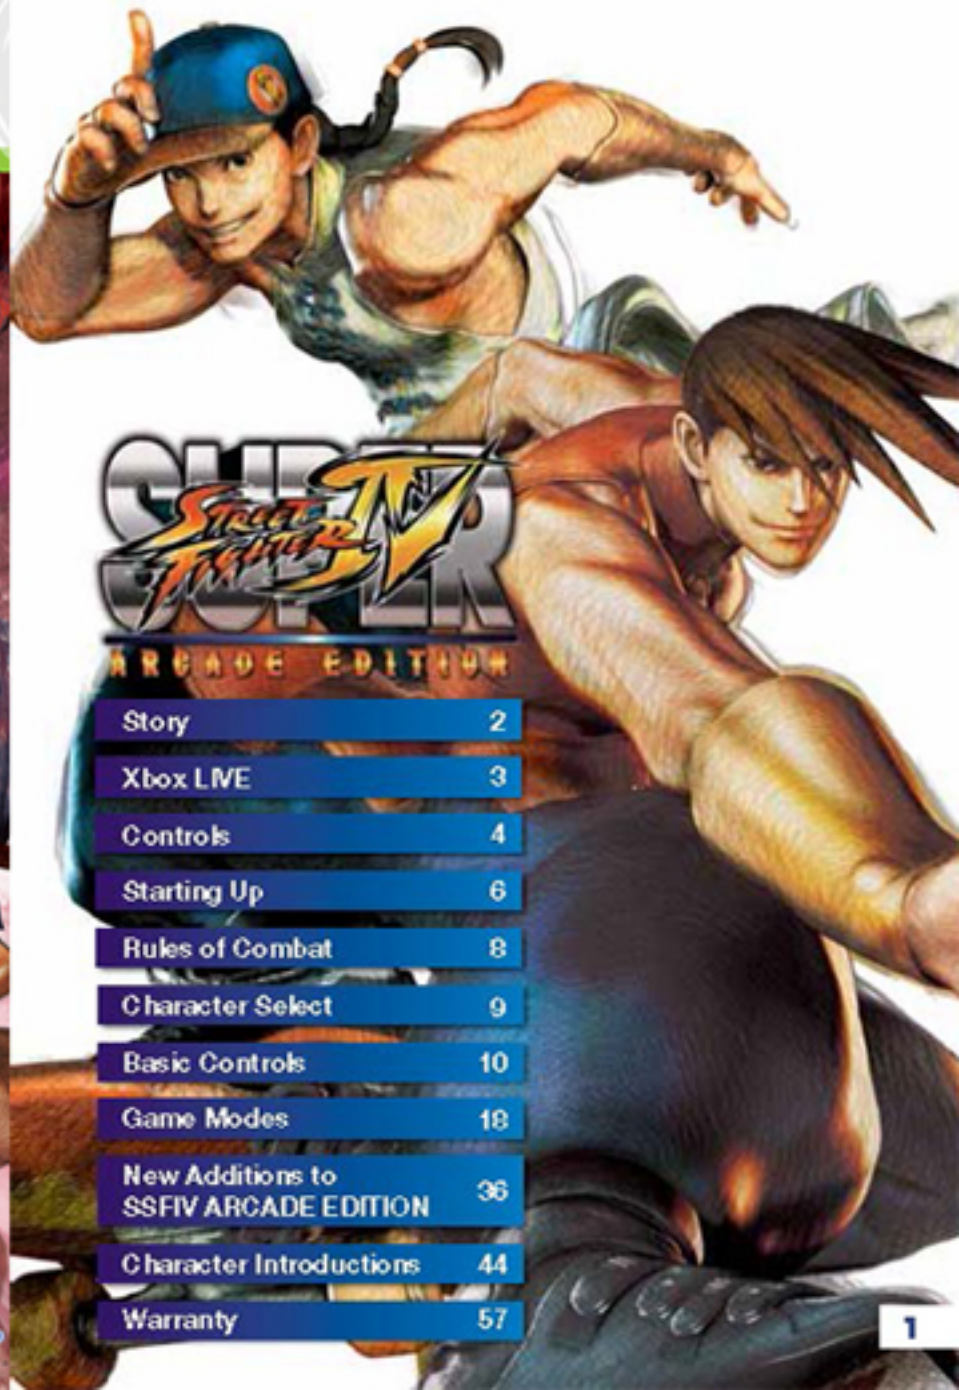 SUPER
STREET
FIGHTER IV
ARCADE EDITION
Story 2
Xbox LIVE 3
Controls 4
Starting Up 6
Rules of Combat 8
Character Select 9
Basic Controls 10
Game Modes 18
New Additions to
SSFIV ARCADE EDITION 36
Character Introductions 44
Warranty 57
1